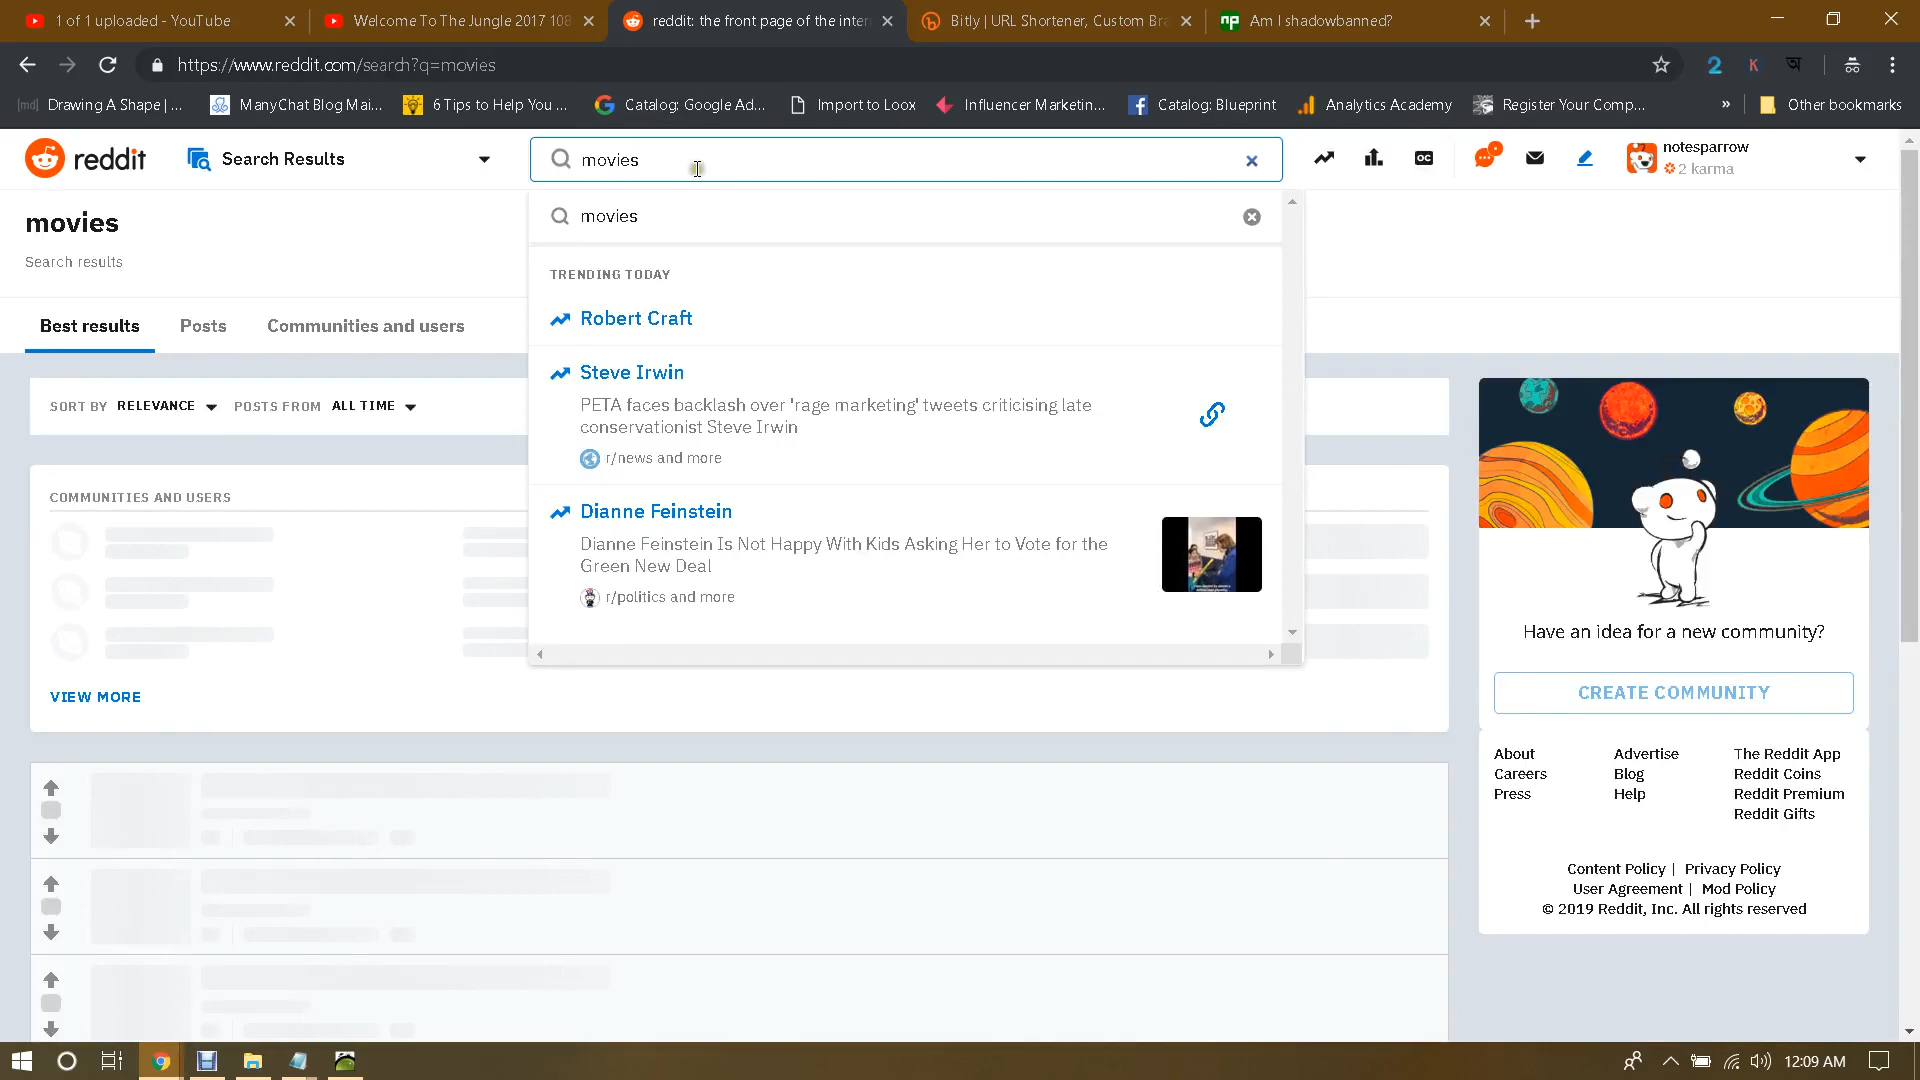 1 of 1 uploaded - YouTube
Welcome To The Jungle 2017 108
reddit: the front page of the inter
Bitly | URL Shortener, Custom Bra
Am I shadowbanned?
https://www.reddit.com/search?q=movies
[md] Drawing A Shape | ...
ManyChat Blog Mai...
6 Tips to Help You ...
Catalog: Google Ad...
Import to Loox
Influencer Marketin...
Catalog: Blueprint
Analytics Academy
Register Your Comp...
»
Other bookmarks
reddit
Search Results
movies
OC
notesparrow
2 karma
movies
Search results
movies
TRENDING TODAY
Robert Craft
Steve Irwin
PETA faces backlash over 'rage marketing' tweets criticising late
conservationist Steve Irwin
r/news and more
Dianne Feinstein
Dianne Feinstein Is Not Happy With Kids Asking Her to Vote for the
Green New Deal
r/politics and more
Best results
Posts
Communities and users
SORT BY RELEVANCE
POSTS FROM ALL TIME
COMMUNITIES AND USERS
VIEW MORE
Have an idea for a new community?
CREATE COMMUNITY
About
Careers
Press
Advertise
Blog
Help
The Reddit App
Reddit Coins
Reddit Premium
Reddit Gifts
Content Policy | Privacy Policy
User Agreement | Mod Policy
© 2019 Reddit, Inc. All rights reserved
12:09 AM